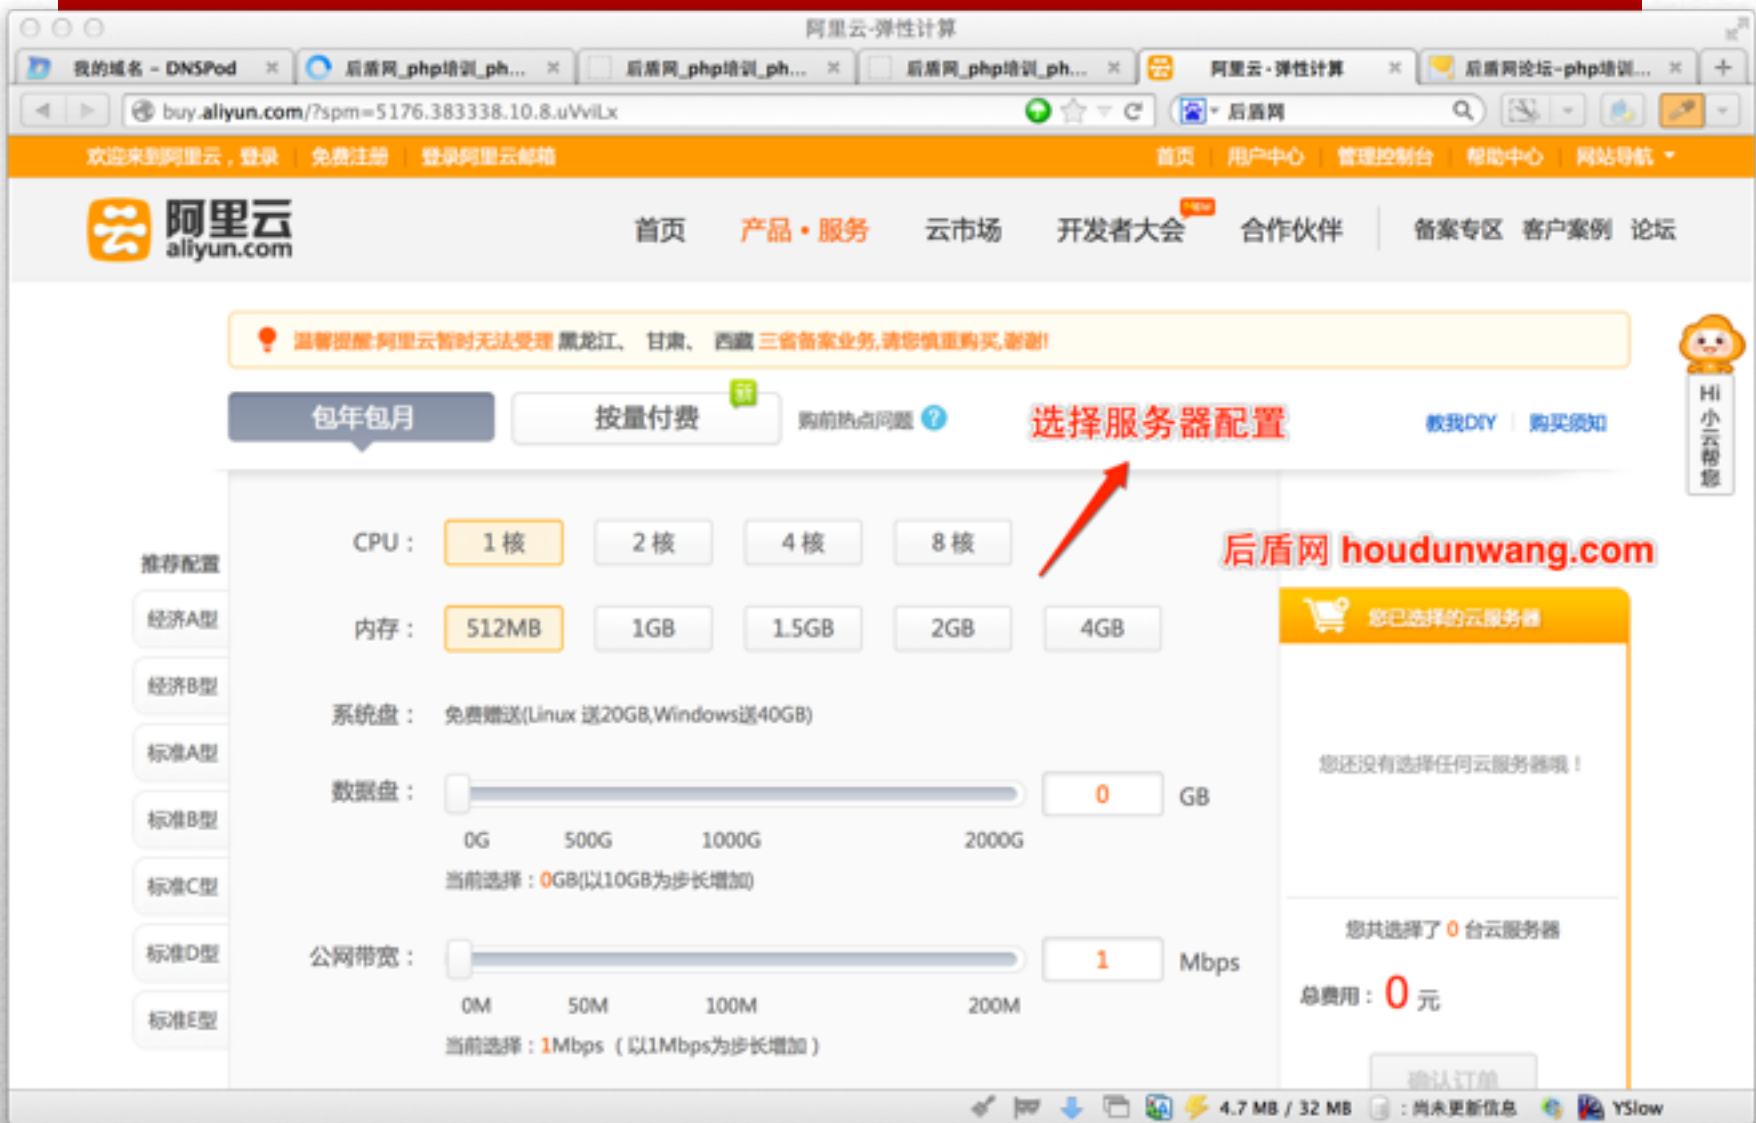 阿里云-弹性计算
我的域名 – DNSPod
后盾网_php培训_ph...
后盾网_php培训_ph...
后盾网_php培训_ph...
阿里云-弹性计算
后盾网论坛-php培训...
buy.aliyun.com/?spm=5176.383338.10.8.uVviLx
后盾网
欢迎来到阿里云，登录 免费注册 登录阿里云邮箱
首页 用户中心 管理控制台 帮助中心 网站导航
阿里云
aliyun.com
首页 产品·服务 云市场 开发者大会 New 合作伙伴 备案专区 客户案例 论坛
温馨提醒:阿里云暂时无法受理 黑龙江、 甘肃、 西藏 三省备案业务,请您慎重购买,谢谢!
包年包月 按量付费 新 购前热点问题 ? 选择服务器配置 教我DIY 购买须知
Hi 小云帮您
后盾网 houdunwang.com
推荐配置
经济A型
经济B型
标准A型
标准B型
标准C型
标准D型
标准E型
CPU： 1 核 2 核 4 核 8 核
内存： 512MB 1GB 1.5GB 2GB 4GB
系统盘： 免费赠送(Linux 送20GB,Windows送40GB)
数据盘： 0 GB
0G 500G 1000G 2000G
当前选择：0GB(以10GB为步长增加)
公网带宽： 1 Mbps
0M 50M 100M 200M
当前选择：1Mbps（以1Mbps为步长增加）
您已选择的云服务器
您还没有选择任何云服务器哦！
您共选择了 0 台云服务器
总费用：0 元
确认订单
4.7 MB / 32 MB ：尚未更新信息 YSlow